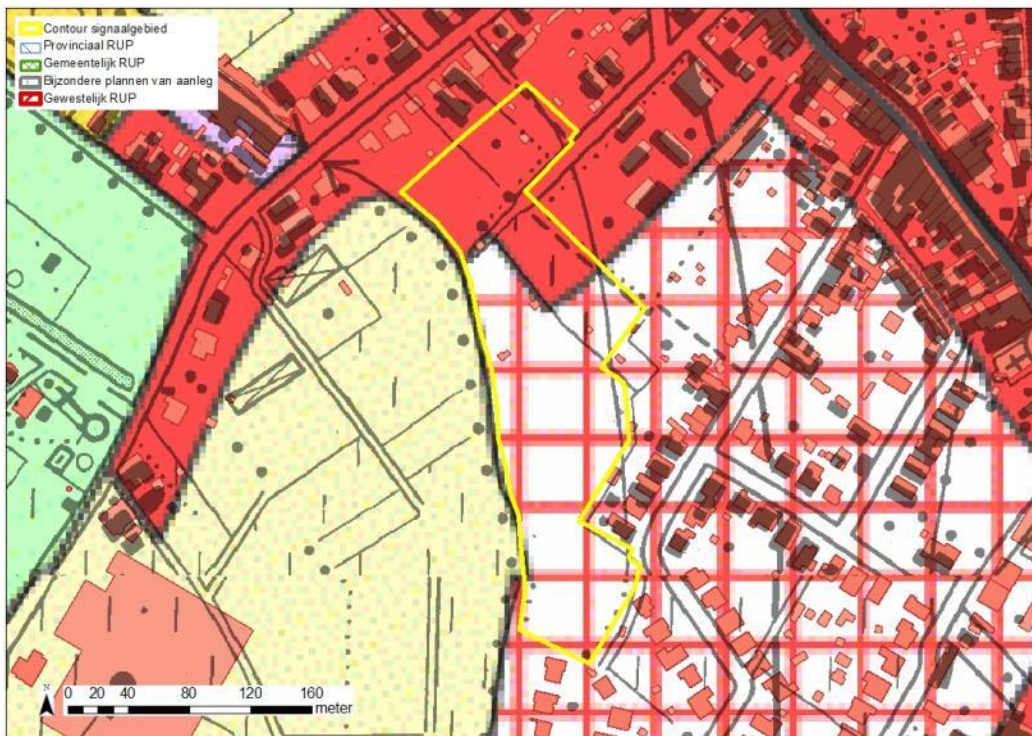 Contour signaalgebied
Provinciaal RUP
Gemeentelijk RUP
Bijzondere plannen van aanleg
Gewestelijk RUP
N
0 20 40 80 120 160
meter